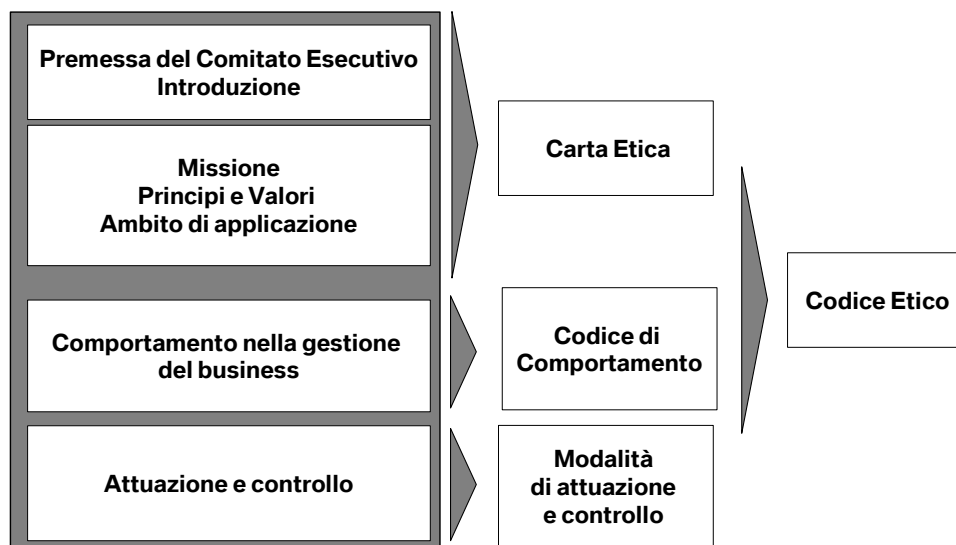 Premessa del Comitato Esecutivo
Introduzione
Missione
Principi e Valori
Ambito di applicazione
Carta Etica
Codice Etico
Comportamento nella gestione
del business
Codice di
Comportamento
Attuazione e controllo
Modalità
di attuazione
e controllo